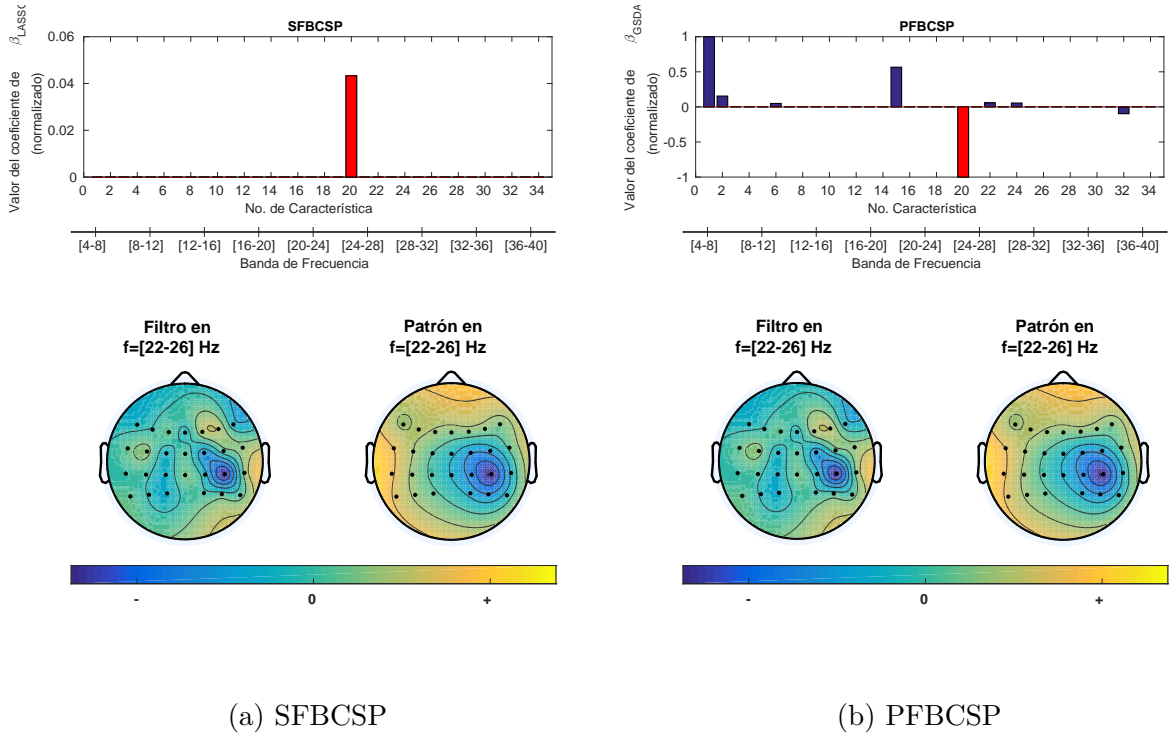 SFBCSP
Valor del coeficiente de
(normalizado)
0.06
0.04
0.02
0
0 2 4 6 8 10 12 14 16 18 20 22 24 26 28 30 32 34
No. de Característica
[4-8] [8-12] [12-16] [16-20] [20-24] [24-28] [28-32] [32-36] [36-40]
Banda de Frecuencia
Filtro en
f=[22-26] Hz
Patrón en
f=[22-26] Hz
- 0 +
(a) SFBCSP
PFBCSP
Valor del coeficiente de β_GSDA
(normalizado)
1
0.5
0
-0.5
-1
0 2 4 6 8 10 12 14 16 18 20 22 24 26 28 30 32 34
No. Característica
[4-8] [8-12] [12-16] [16-20] [20-24] [24-28] [28-32] [32-36] [36-40]
Banda de Frecuencia
Filtro en
f=[22-26] Hz
Patrón en
f=[22-26] Hz
- 0 +
(b) PFBCSP